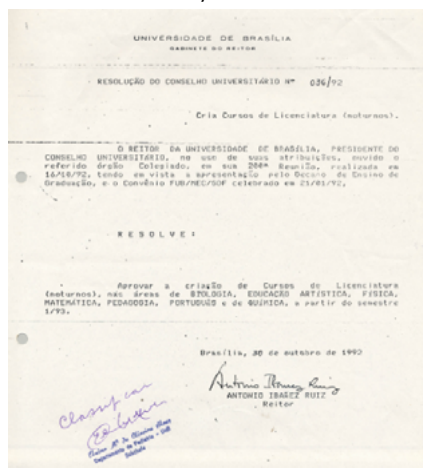 UNIVERSIDADE DE BRASÍLIA
GABINETE DO REITOR
RESOLUÇÃO DO CONSELHO UNIVERSITÁRIO Nº 036/92
Cria Cursos de Licenciatura (noturnos).
O REITOR DA UNIVERSIDADE DE BRASÍLIA, PRESIDENTE DO
CONSELHO UNIVERSITÁRIO, no uso de suas atribuições, ouvido o
referido órgão Colegiado, em sua 200ª Reunião, realizada em
16/10/92, tendo em vista a apresentação pelo Decano de Ensino de
Graduação, e o Convênio FUB/MEC/GDF celebrado em 21/01/92,
R E S O L V E :
Aprovar a criação de Cursos de Licenciatura
(noturnos), nas áreas de BIOLOGIA, EDUCAÇÃO ARTÍSTICA, FÍSICA,
MATEMÁTICA, PEDAGOGIA, PORTUGUÊS e de QUÍMICA, a partir do semestre
1/93.
Brasília, 30 de outubro de 1992
Antonio Ibañez Ruiz
ANTONIO IBAÑEZ RUIZ
Reitor
Classificar